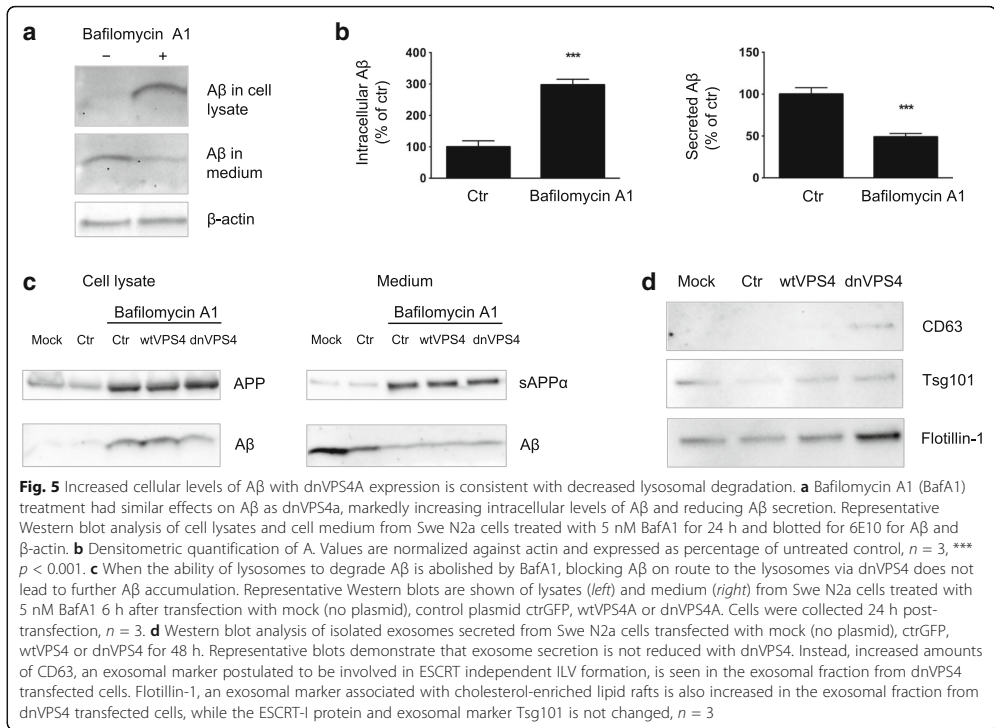 a
Bafilomycin A1
− +
Aβ in cell
lysate
Aβ in
medium
β-actin
b
Intracellular Aβ
(% of ctr)
400
300
200
100
0
***
Ctr Bafilomycin A1
Secreted Aβ
(% of ctr)
150
100
50
0
***
Ctr Bafilomycin A1
c
Cell lysate
Bafilomycin A1
Mock Ctr Ctr wtVPS4 dnVPS4
APP
Aβ
Medium
Bafilomycin A1
Mock Ctr Ctr wtVPS4 dnVPS4
sAPPα
Aβ
d
Mock Ctr wtVPS4 dnVPS4
CD63
Tsg101
Flotillin-1
Fig. 5 Increased cellular levels of Aβ with dnVPS4A expression is consistent with decreased lysosomal degradation. a Bafilomycin A1 (BafA1)
treatment had similar effects on Aβ as dnVPS4a, markedly increasing intracellular levels of Aβ and reducing Aβ secretion. Representative
Western blot analysis of cell lysates and cell medium from Swe N2a cells treated with 5 nM BafA1 for 24 h and blotted for 6E10 for Aβ and
β-actin. b Densitometric quantification of A. Values are normalized against actin and expressed as percentage of untreated control, n = 3, ***
p < 0.001. c When the ability of lysosomes to degrade Aβ is abolished by BafA1, blocking Aβ on route to the lysosomes via dnVPS4 does not
lead to further Aβ accumulation. Representative Western blots are shown of lysates (left) and medium (right) from Swe N2a cells treated with
5 nM BafA1 6 h after transfection with mock (no plasmid), control plasmid ctrGFP, wtVPS4A or dnVPS4A. Cells were collected 24 h post-
transfection, n = 3. d Western blot analysis of isolated exosomes secreted from Swe N2a cells transfected with mock (no plasmid), ctrGFP,
wtVPS4 or dnVPS4 for 48 h. Representative blots demonstrate that exosome secretion is not reduced with dnVPS4. Instead, increased amounts
of CD63, an exosomal marker postulated to be involved in ESCRT independent ILV formation, is seen in the exosomal fraction from dnVPS4
transfected cells. Flotillin-1, an exosomal marker associated with cholesterol-enriched lipid rafts is also increased in the exosomal fraction from
dnVPS4 transfected cells, while the ESCRT-I protein and exosomal marker Tsg101 is not changed, n = 3